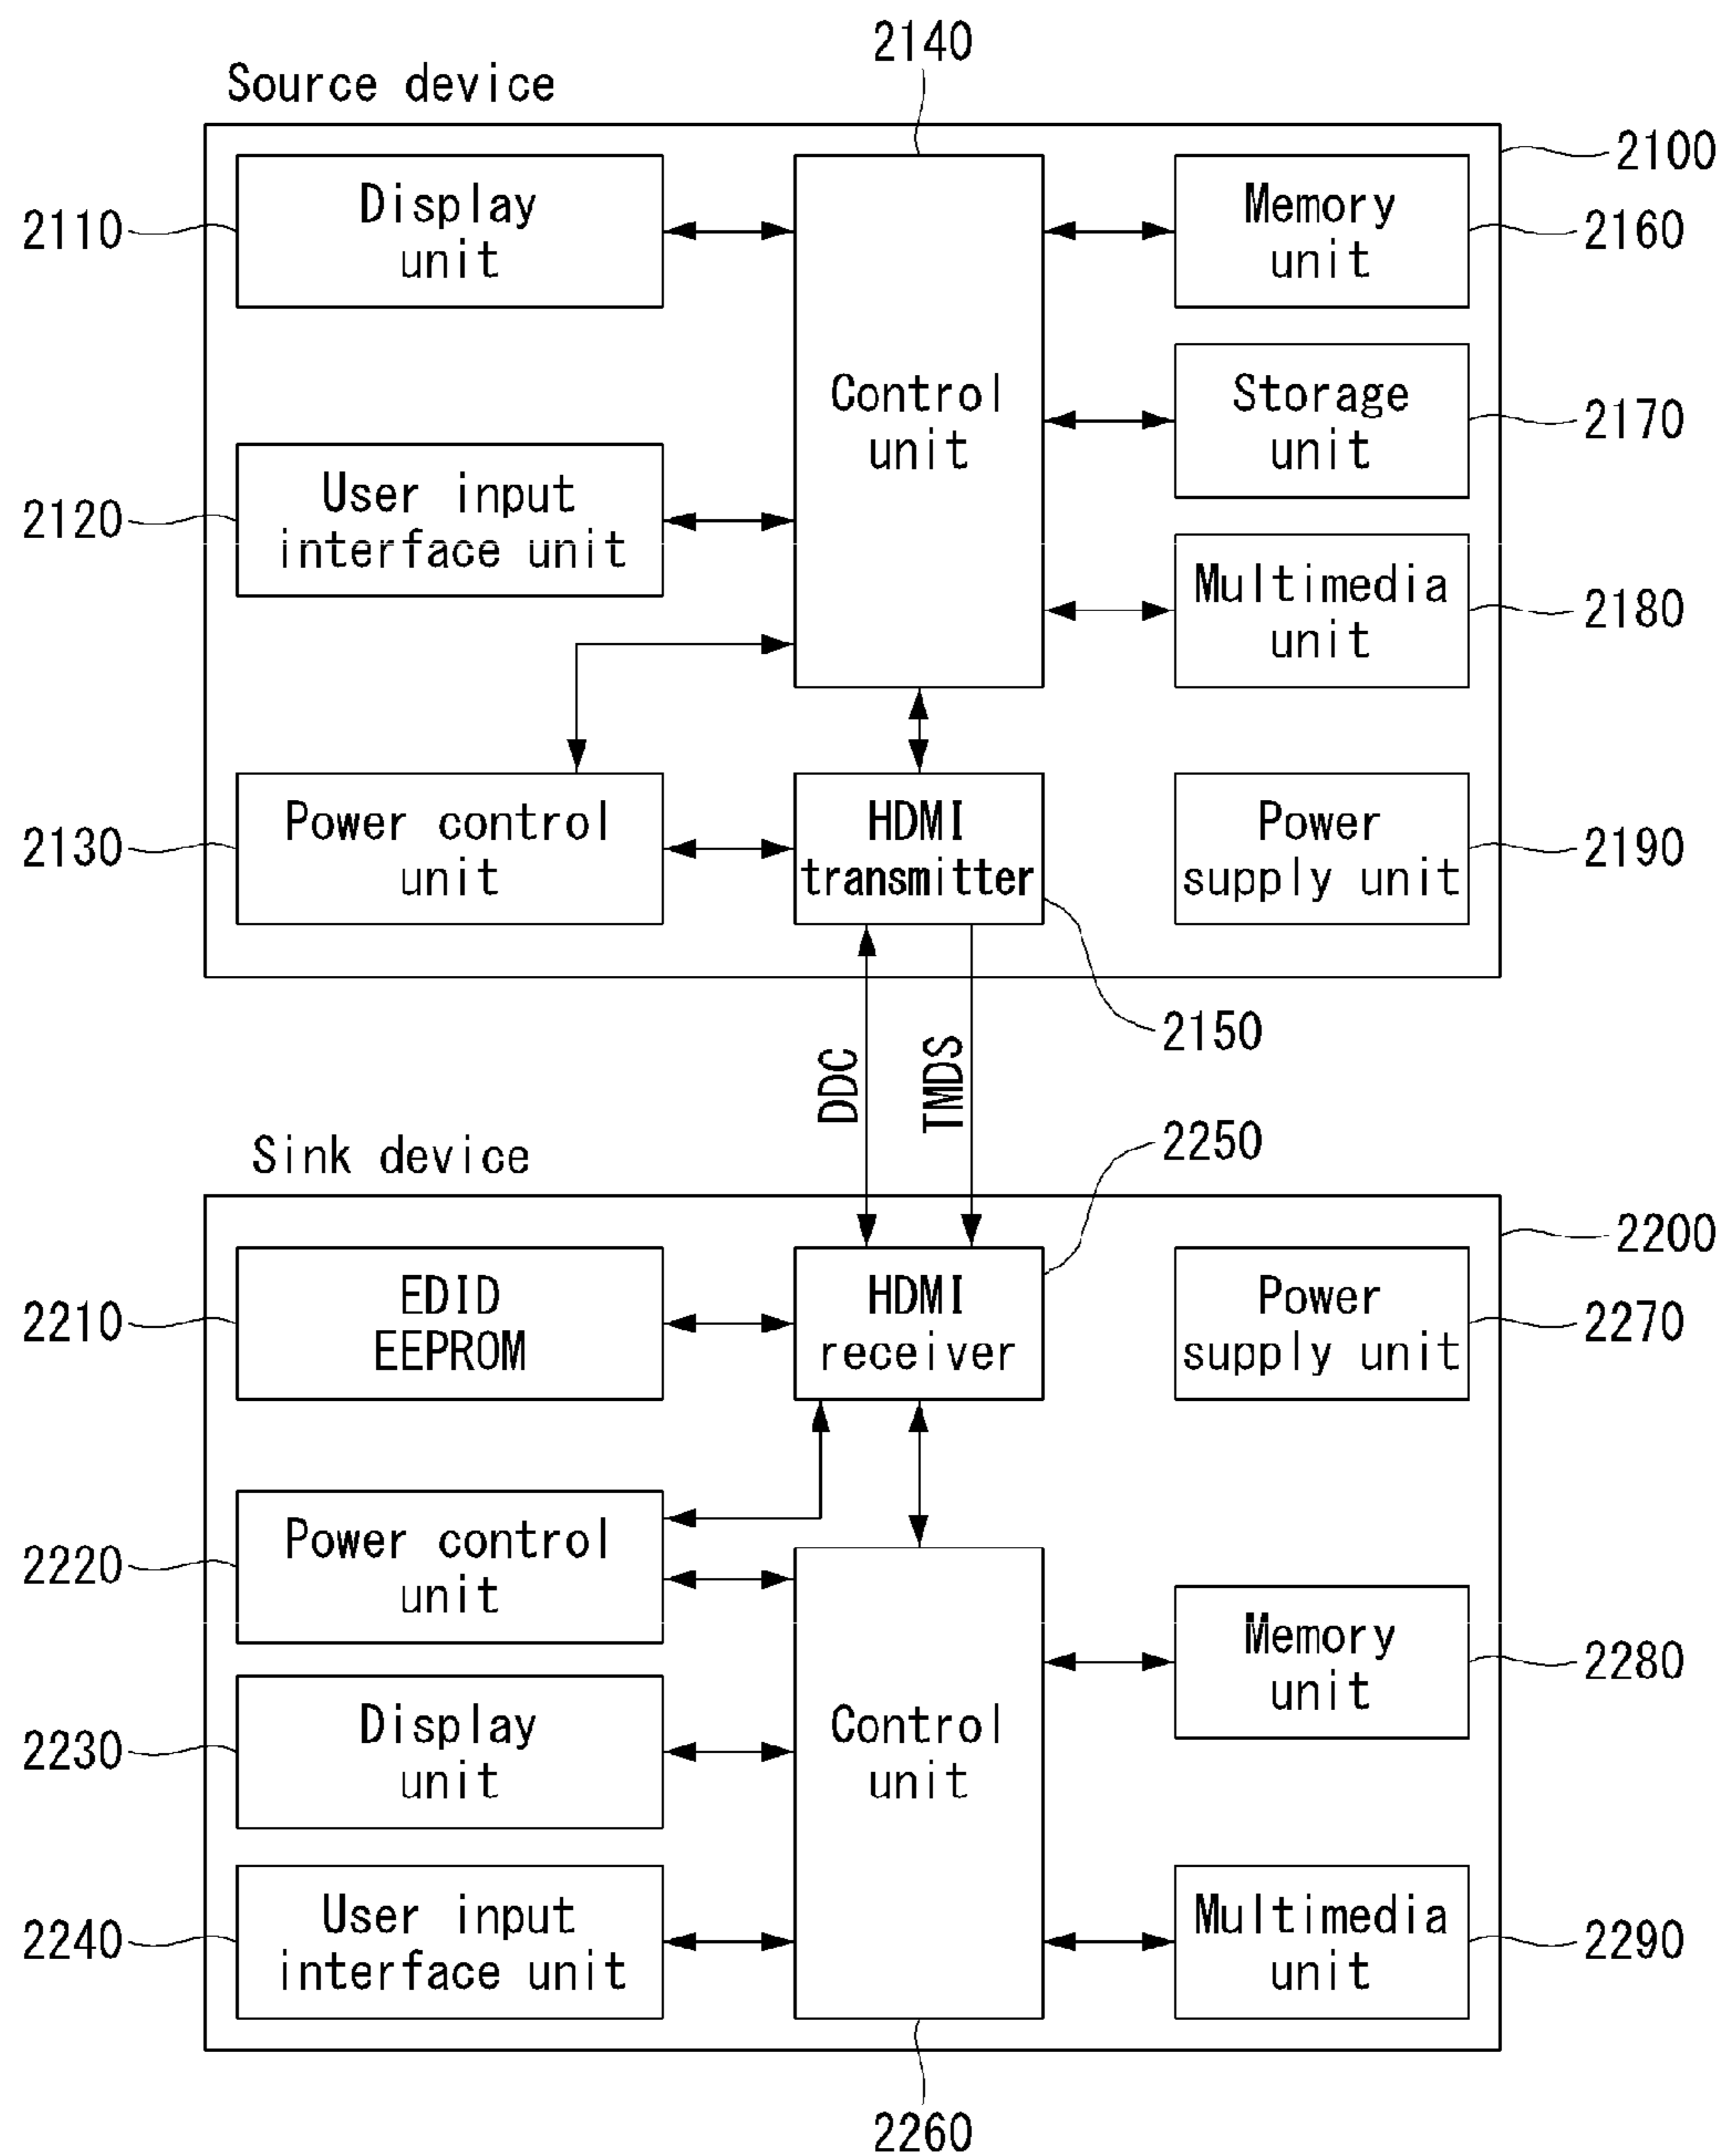 2140
Source device
2100
Display
unit
2110
Memory
unit
2160
Control
unit
Storage
unit
2170
User input
interface unit
2120
Multimedia
unit
2180
Power control
unit
2130
HDMI
transmitter
Power
supply unit
2190
2150
DDC
TMDS
2250
Sink device
2200
EDID
EEPROM
2210
HDMI
receiver
Power
supply unit
2270
Power control
unit
2220
Memory
unit
2280
Display
unit
2230
Control
unit
User input
interface unit
2240
Multimedia
unit
2290
2260